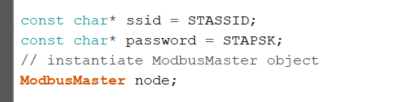 const char* ssid = STASSID;
const char* password = STAPSK;
// instantiate ModbusMaster object
ModbusMaster node;